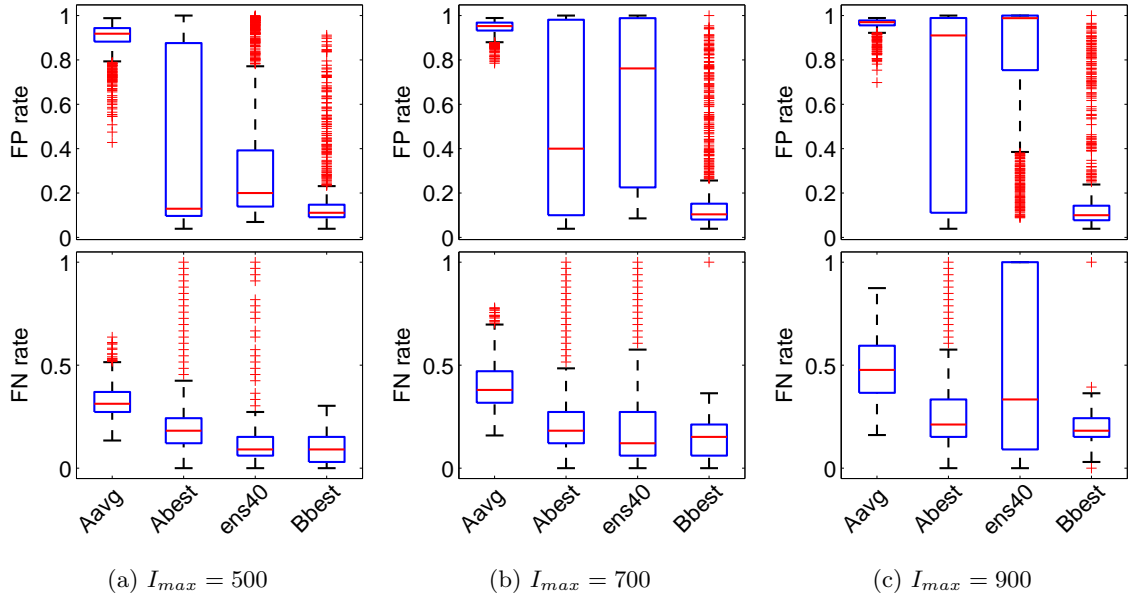 1
0.8
0.6
0.4
0.2
0
FP rate
1
0.8
0.6
0.4
0.2
0
FP rate
1
0.8
0.6
0.4
0.2
0
FP rate
1
0.5
0
FN rate
Aavg
Abest
ens40
Bbest
1
0.5
0
FN rate
Aavg
Abest
ens40
Bbest
1
0.5
0
FN rate
Aavg
Abest
ens40
Bbest
(a) I_max = 500
(b) I_max = 700
(c) I_max = 900